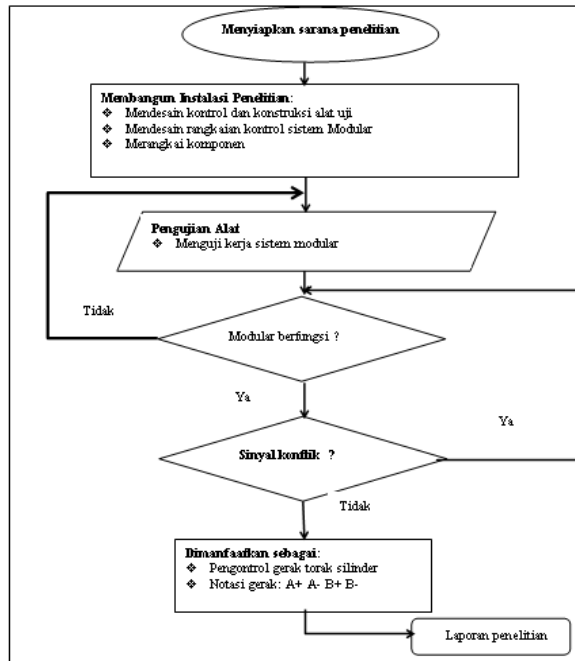 Menyiapkan sarana penelitian
Membangun Instalasi Penelitian:
❖ Mendesain kontrol dan konstruksi alat uji
❖ Mendesain rangkaian kontrol sistem Modular
❖ Merangkai komponen
Pengujian Alat
❖ Menguji kerja sistem modular
Tidak
Modular berfungsi ?
Ya
Ya
Sinyal konflik ?
Tidak
Dimanfaatkan sebagai:
❖ Pengontrol gerak torak silinder
❖ Notasi gerak: A+ A- B+ B-
Laporan penelitian